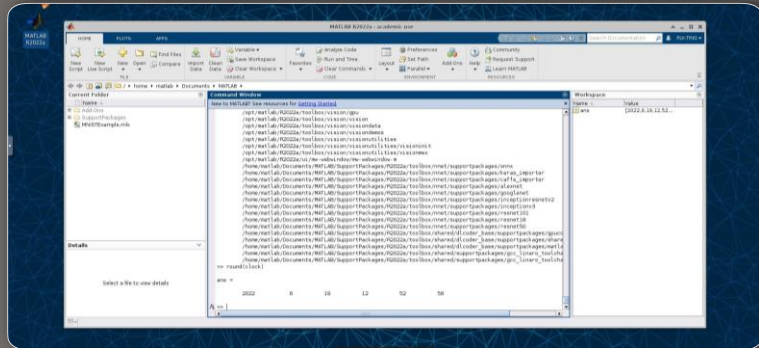 MATLAB
R2022a
MATLAB R2022a - academic use
HOME PLOTS APPS
Search Documentation
New Script
New Live Script
New
Open
Find Files
Compare
Import Data
Clean Data
Variable
Save Workspace
Clear Workspace
Favorites
Analyze Code
Run and Time
Clear Commands
Layout
Preferences
Set Path
Parallel
Add-Ons
Help
Community
Request Support
Learn MATLAB
FILE VARIABLE CODE ENVIRONMENT RESOURCES
/ home matlab Documents MATLAB
Current Folder
Name
Add-Ons
SupportPackages
MNISTExample.mlx
Details
Select a file to view details
Command Window
New to MATLAB? See resources for Getting Started.
/opt/matlab/R2022a/toolbox/vision/gpu
/opt/matlab/R2022a/toolbox/vision/vision
/opt/matlab/R2022a/toolbox/vision/visiondata
/opt/matlab/R2022a/toolbox/vision/visiondemos
/opt/matlab/R2022a/toolbox/vision/visionutilities
/opt/matlab/R2022a/toolbox/vision/visionutilities/visioninit
/opt/matlab/R2022a/toolbox/vision/visionutilities/visionmex
/home/matlab/Documents/MATLAB/SupportPackages/R2022a/toolbox/nnet/supportpackages/onnx
/home/matlab/Documents/MATLAB/SupportPackages/R2022a/toolbox/nnet/supportpackages/keras_importer
/home/matlab/Documents/MATLAB/SupportPackages/R2022a/toolbox/nnet/supportpackages/caffe_importer
/home/matlab/Documents/MATLAB/SupportPackages/R2022a/toolbox/nnet/supportpackages/alexnet
/home/matlab/Documents/MATLAB/SupportPackages/R2022a/toolbox/nnet/supportpackages/googlenet
/home/matlab/Documents/MATLAB/SupportPackages/R2022a/toolbox/nnet/supportpackages/inceptionresnetv2
/home/matlab/Documents/MATLAB/SupportPackages/R2022a/toolbox/nnet/supportpackages/inceptionv3
/home/matlab/Documents/MATLAB/SupportPackages/R2022a/toolbox/nnet/supportpackages/resnet101
/home/matlab/Documents/MATLAB/SupportPackages/R2022a/toolbox/nnet/supportpackages/resnet18
/home/matlab/Documents/MATLAB/SupportPackages/R2022a/toolbox/nnet/supportpackages/resnet50
>> round(clock)
ans =
2022 6 19 12 52 56
>>
Workspace
Name Value
ans [2022,6,19,12,52...